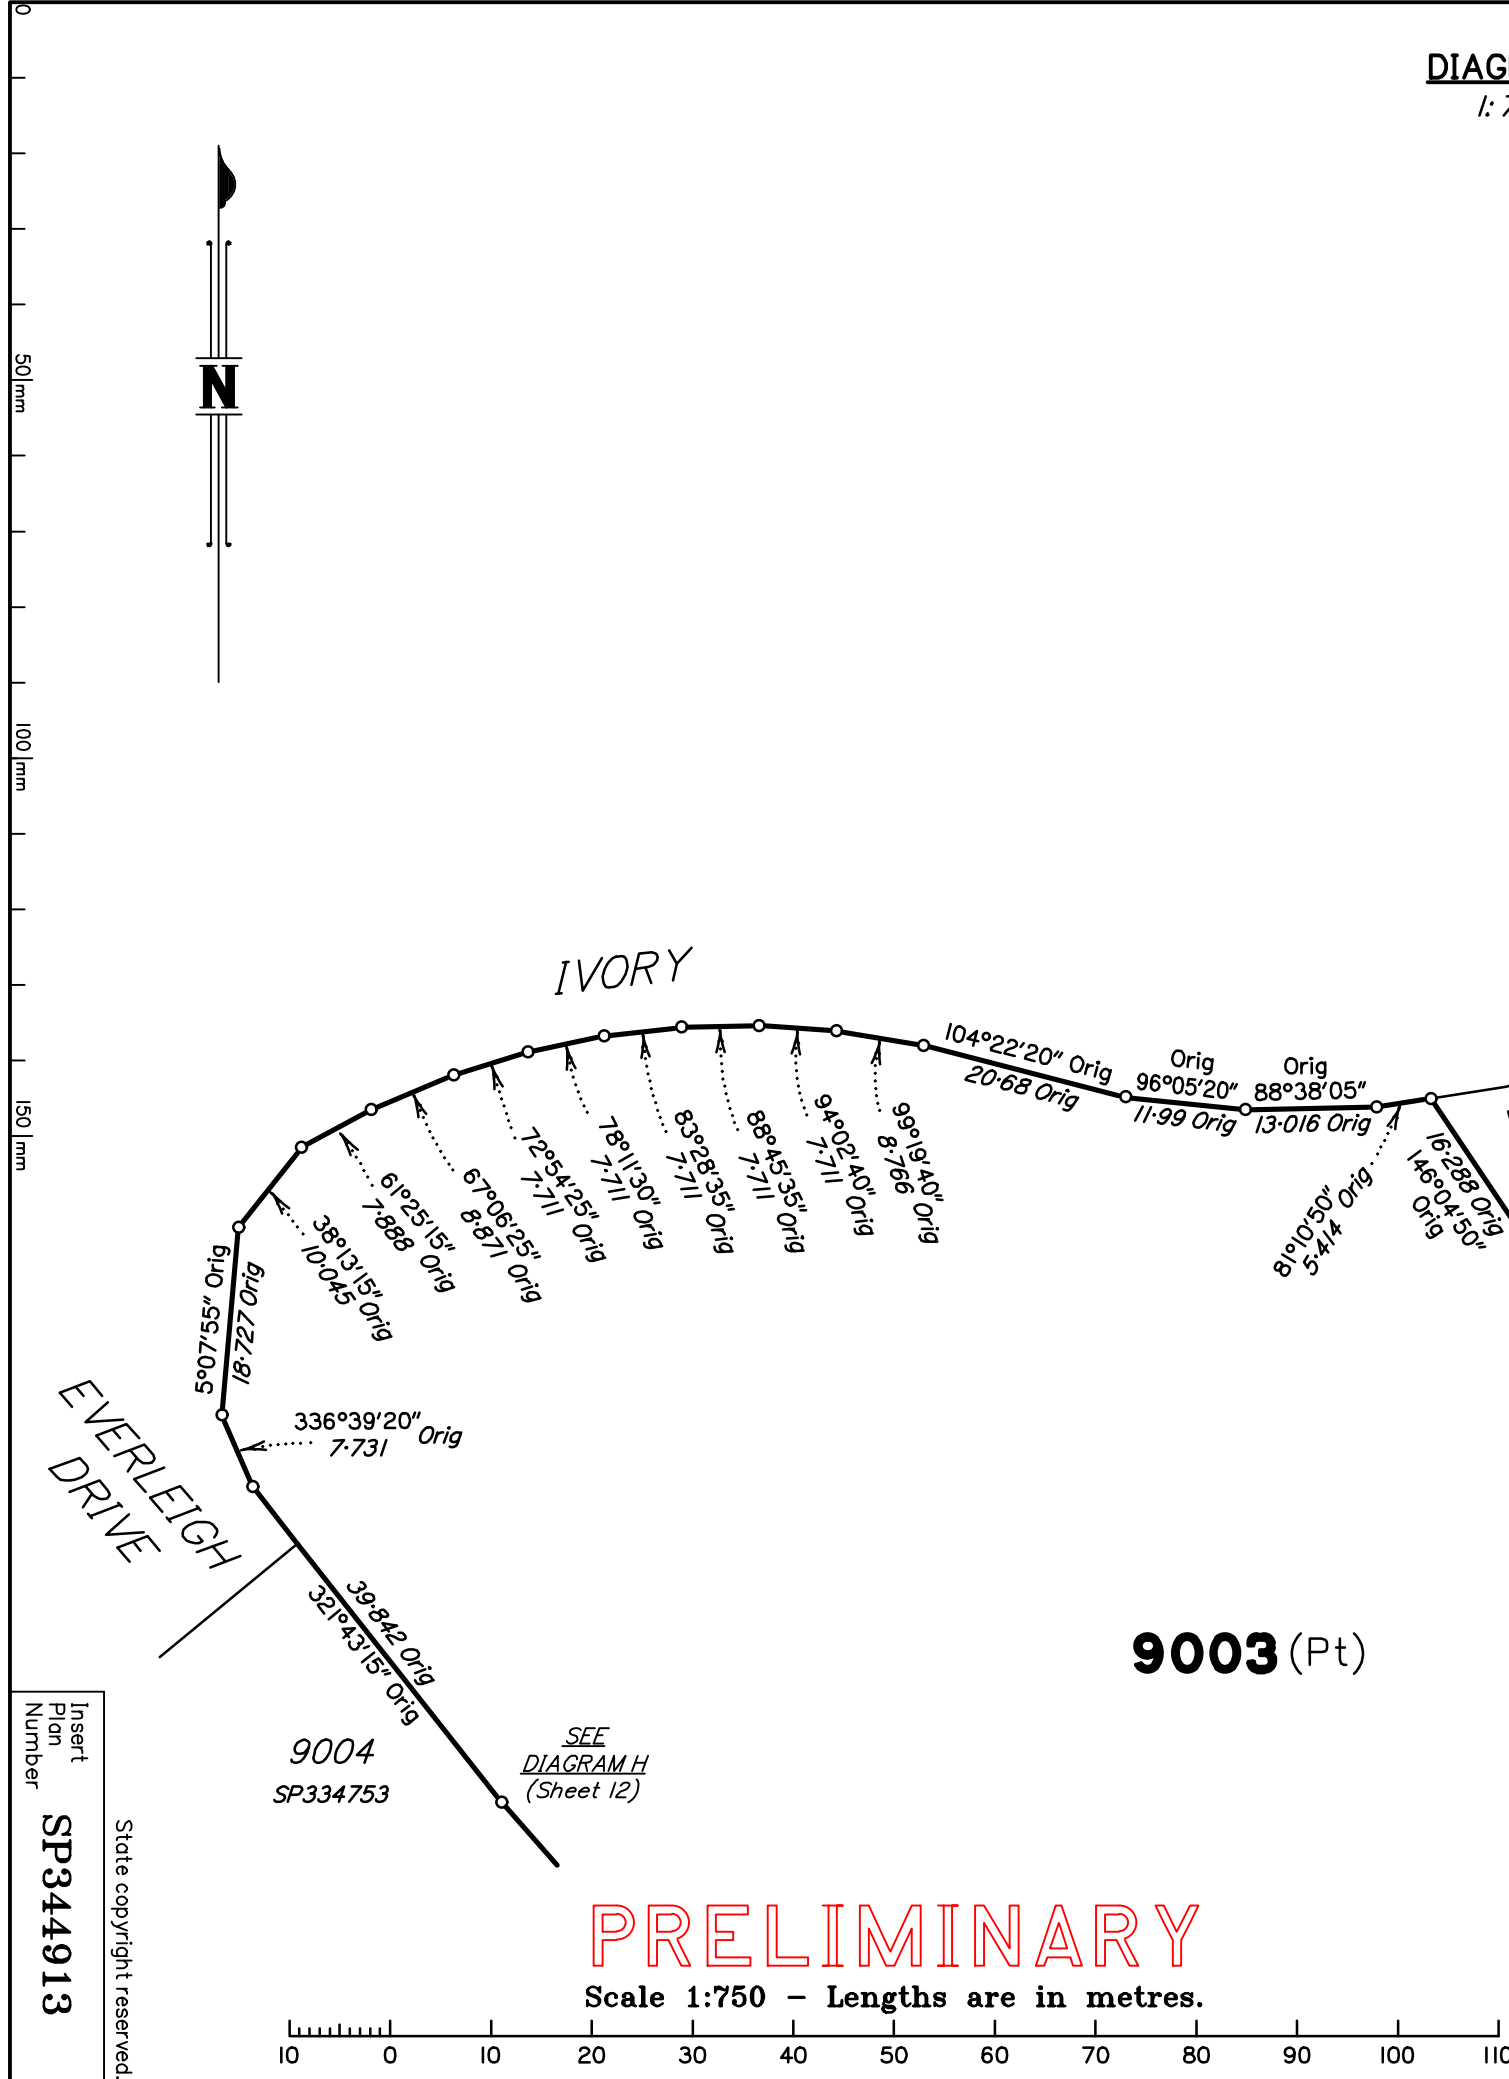 0
50 mm
100 mm
150 mm
DIAG
1: 7
N
IVORY
104°22'20" Orig
20·68 Orig
Orig
96°05'20"
11·99 Orig
Orig
88°38'05"
13·016 Orig
81°10'50"
5·414 Orig
16·288 Orig
146°04'50"
Orig
99°19'40"
8·766 Orig
94°02'40"
7·711 Orig
88°45'35"
7·711 Orig
83°28'35"
7·711 Orig
78°11'30"
7·711 Orig
72°54'25"
7·711 Orig
67°06'25"
8·871 Orig
61°25'15"
7·888 Orig
38°13'15"
10·045 Orig
5°07'55" Orig
18·727 Orig
336°39'20" Orig
7·731
EVERLEIGH
DRIVE
39·842 Orig
321°43'15" Orig
9003 (Pt)
9004
SP334753
SEE
DIAGRAM H
(Sheet 12)
Insert
Plan
Number
SP344913
State copyright reserved.
PRELIMINARY
Scale 1:750 – Lengths are in metres.
10 0 10 20 30 40 50 60 70 80 90 100 110